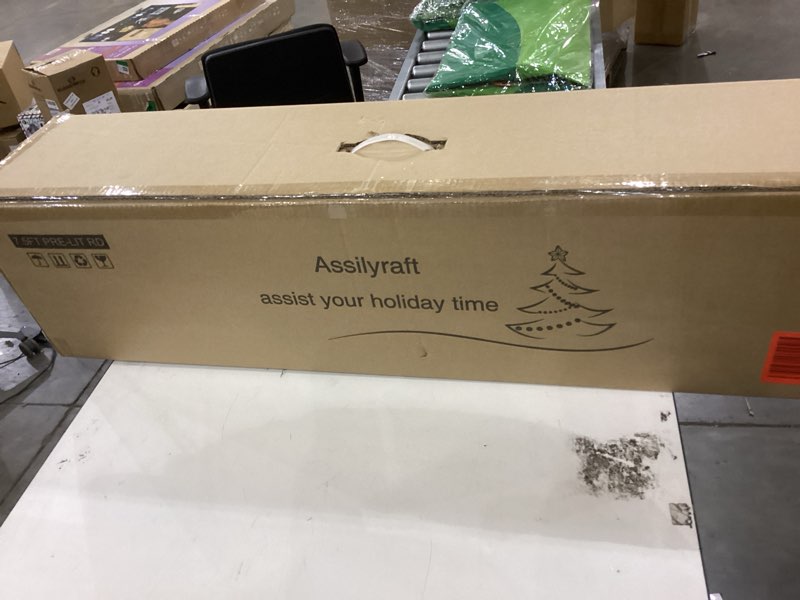 7.5FT PRE-LIT RD
Assilyraft
assist your holiday time